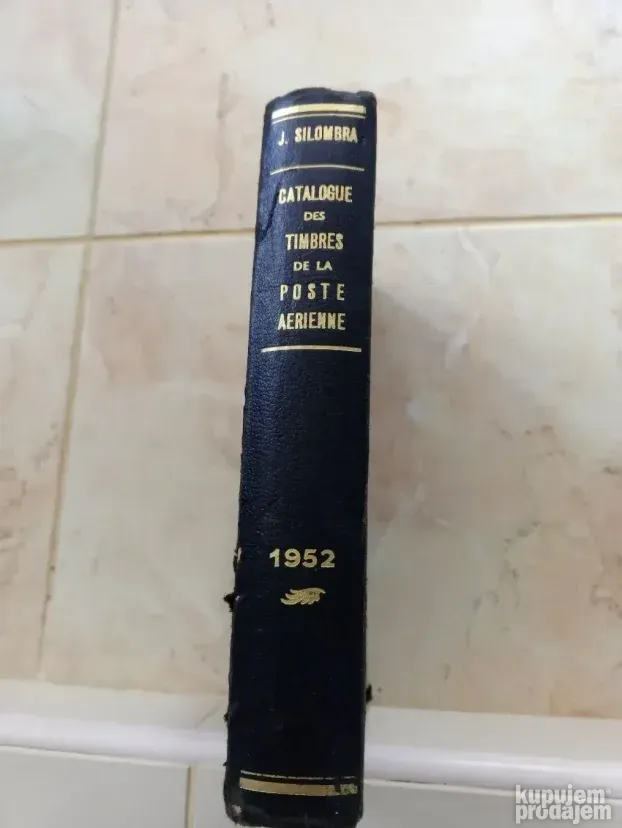 J. SILOMBRA
CATALOGUE
DES
TIMBRES
DE LA
POSTE
AERIENNE
1952
kupujem
prodajem